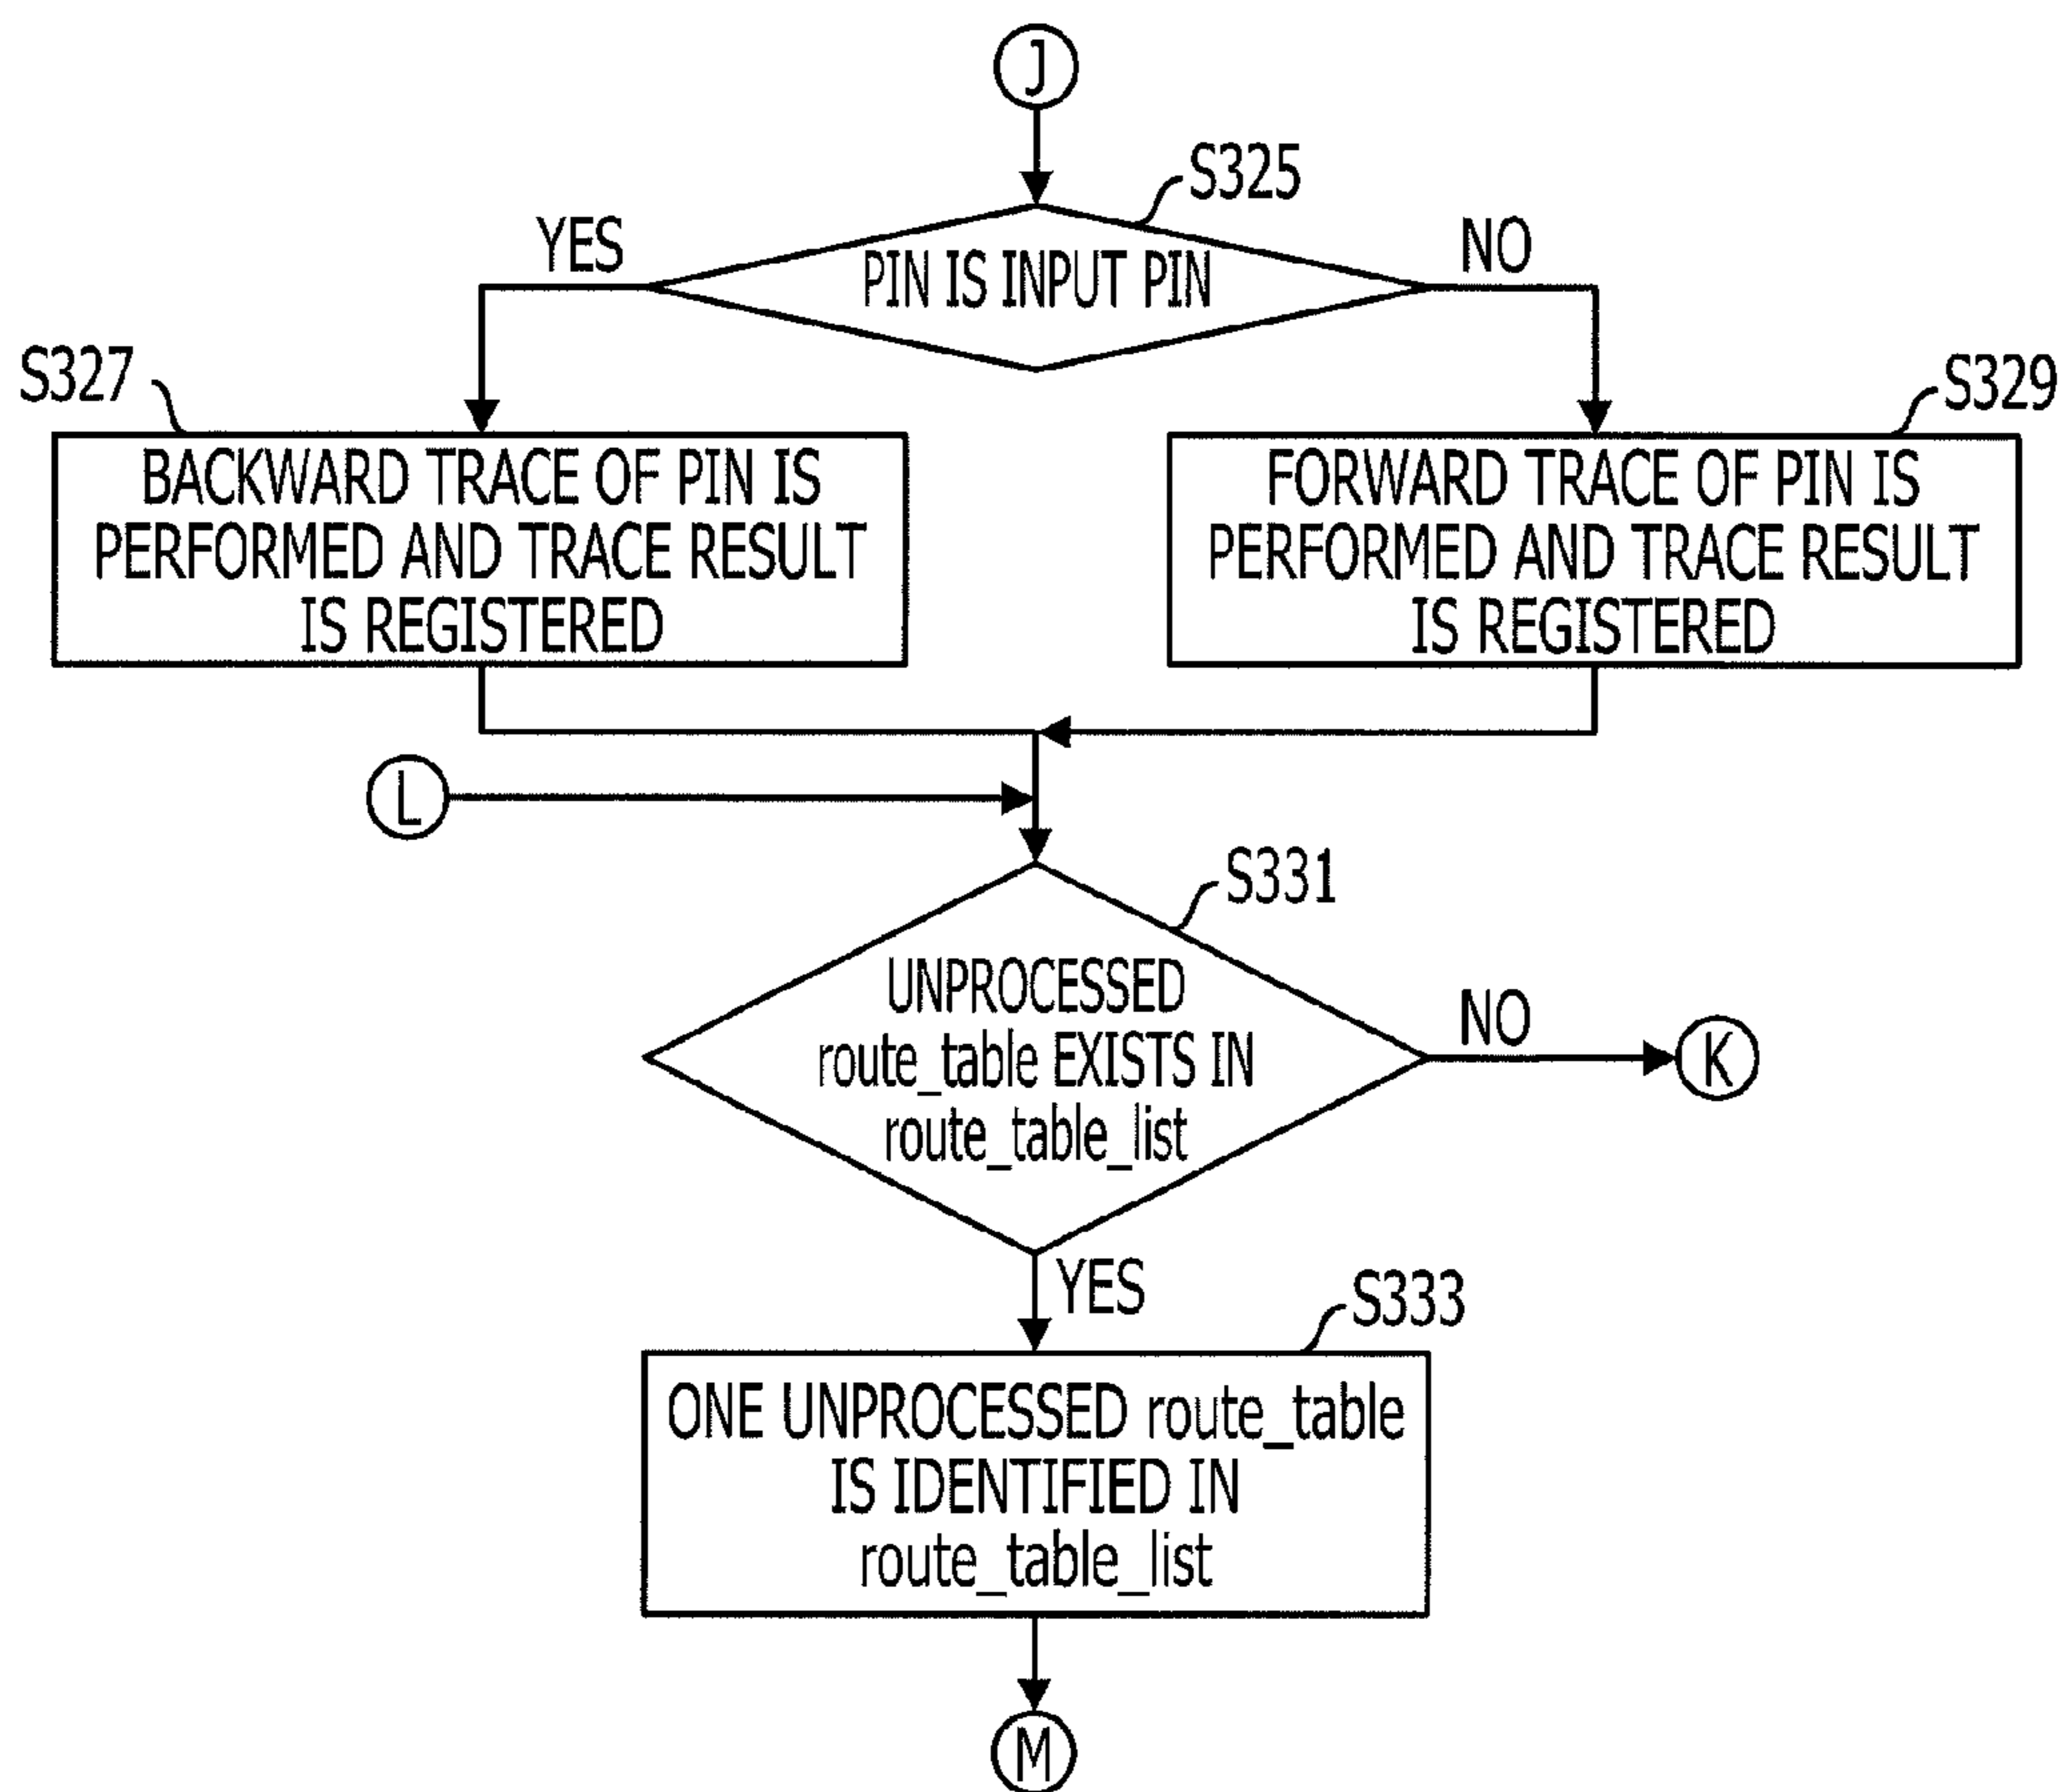 J
S325
YES
PIN IS INPUT PIN
NO
S327
S329
BACKWARD TRACE OF PIN IS
PERFORMED AND TRACE RESULT
IS REGISTERED
FORWARD TRACE OF PIN IS
PERFORMED AND TRACE RESULT
IS REGISTERED
L
S331
UNPROCESSED
route_table EXISTS IN
route_table_list
NO
K
YES
S333
ONE UNPROCESSED route_table
IS IDENTIFIED IN
route_table_list
M